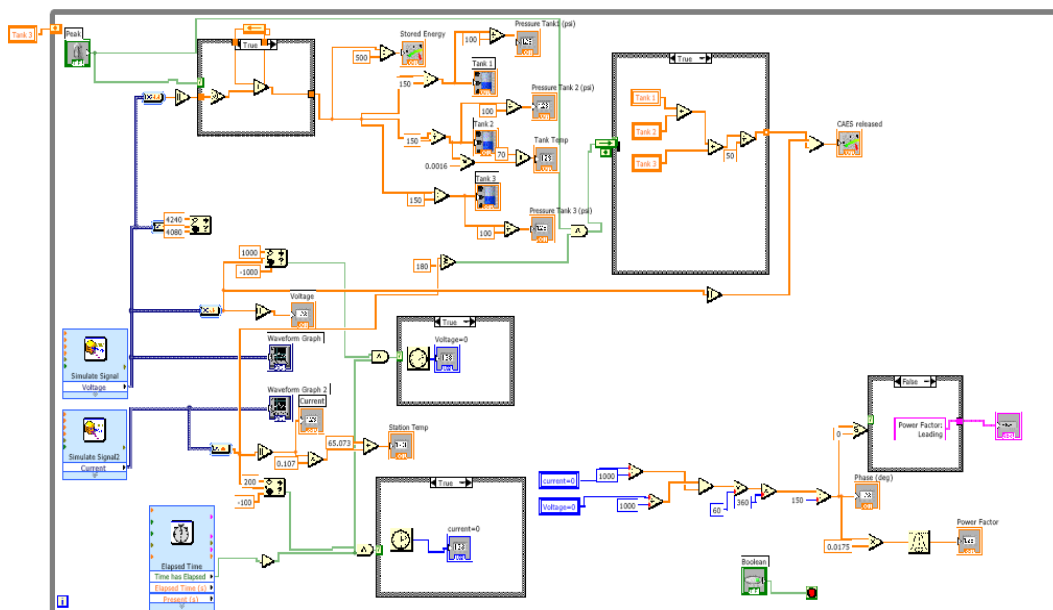 Tank 3
Peak
True
Stored Energy
500
Pressure Tank1 (psi)
100
Tank 1
150
Pressure Tank 2 (psi)
100
Tank 2
150
70
Tank Temp
0.0016
Tank 3
150
Pressure Tank 3 (psi)
100
True
Tank 1
Tank 2
Tank 3
50
CAES released
4240
4080
1000
-1000
180
Voltage
Simulate Signal
Voltage
Waveform Graph
True
Voltage=0
Waveform Graph 2
Current
Simulate Signal2
Current
65.073
Station Temp
0.107
200
-100
True
current=0
Elapsed Time
Time has Elapsed
Elapsed Time (s)
Present (s)
False
Power Factor:
Leading
0
current=0
1000
Voltage=0
1000
60
360
150
Phase (deg)
0.0175
Power Factor
Boolean
i